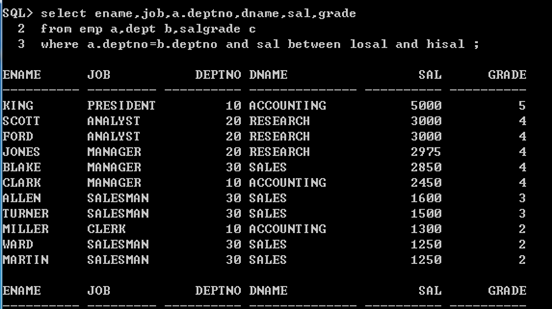 SQL> select ename,job,a.deptno,dname,sal,grade
  2  from emp a,dept b,salgrade c
  3  where a.deptno=b.deptno and sal between losal and hisal ;

ENAME      JOB           DEPTNO DNAME                 SAL      GRADE
---------- --------- ---------- -------------- ---------- ----------
KING       PRESIDENT         10 ACCOUNTING           5000          5
SCOTT      ANALYST           20 RESEARCH             3000          4
FORD       ANALYST           20 RESEARCH             3000          4
JONES      MANAGER           20 RESEARCH             2975          4
BLAKE      MANAGER           30 SALES                2850          4
CLARK      MANAGER           10 ACCOUNTING           2450          4
ALLEN      SALESMAN          30 SALES                1600          3
TURNER     SALESMAN          30 SALES                1500          3
MILLER     CLERK             10 ACCOUNTING           1300          2
WARD       SALESMAN          30 SALES                1250          2
MARTIN     SALESMAN          30 SALES                1250          2

ENAME      JOB           DEPTNO DNAME                 SAL      GRADE
---------- --------- ---------- -------------- ---------- ----------